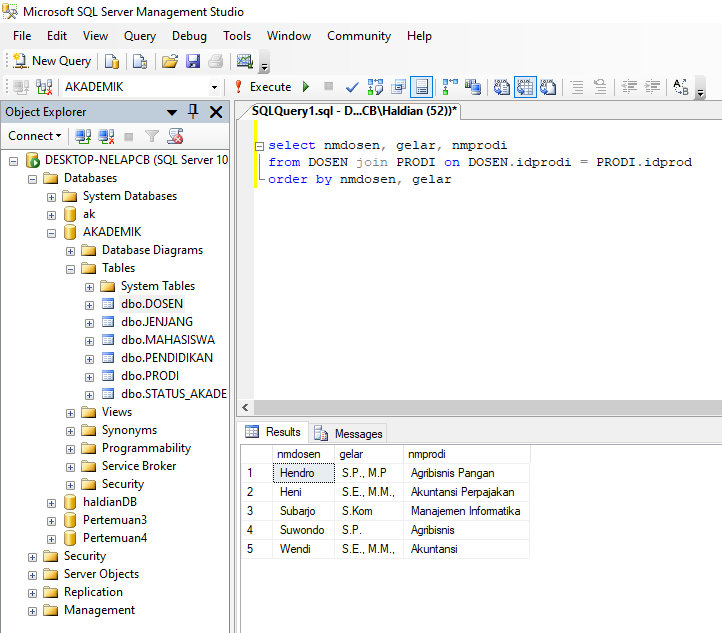 Microsoft SQL Server Management Studio
File Edit View Query Debug Tools Window Community Help
New Query
AKADEMIK Execute
Object Explorer
Connect
DESKTOP-NELAPCB (SQL Server 10
Databases
System Databases
ak
AKADEMIK
Database Diagrams
Tables
System Tables
dbo.DOSEN
dbo.JENJANG
dbo.MAHASISWA
dbo.PENDIDIKAN
dbo.PRODI
dbo.STATUS_AKADE
Views
Synonyms
Programmability
Service Broker
Security
haldianDB
Pertemuan3
Pertemuan4
Security
Server Objects
Replication
Management
SQLQuery1.sql - D...CB\Haldian (52))*
select nmdosen, gelar, nmprodi
from DOSEN join PRODI on DOSEN.idprodi = PRODI.idprod
order by nmdosen, gelar
Results Messages
nmdosen gelar nmprodi
1 Hendro S.P., M.P Agribisnis Pangan
2 Heni S.E., M.M., Akuntansi Perpajakan
3 Subarjo S.Kom Manajemen Informatika
4 Suwondo S.P. Agribisnis
5 Wendi S.E., M.M., Akuntansi